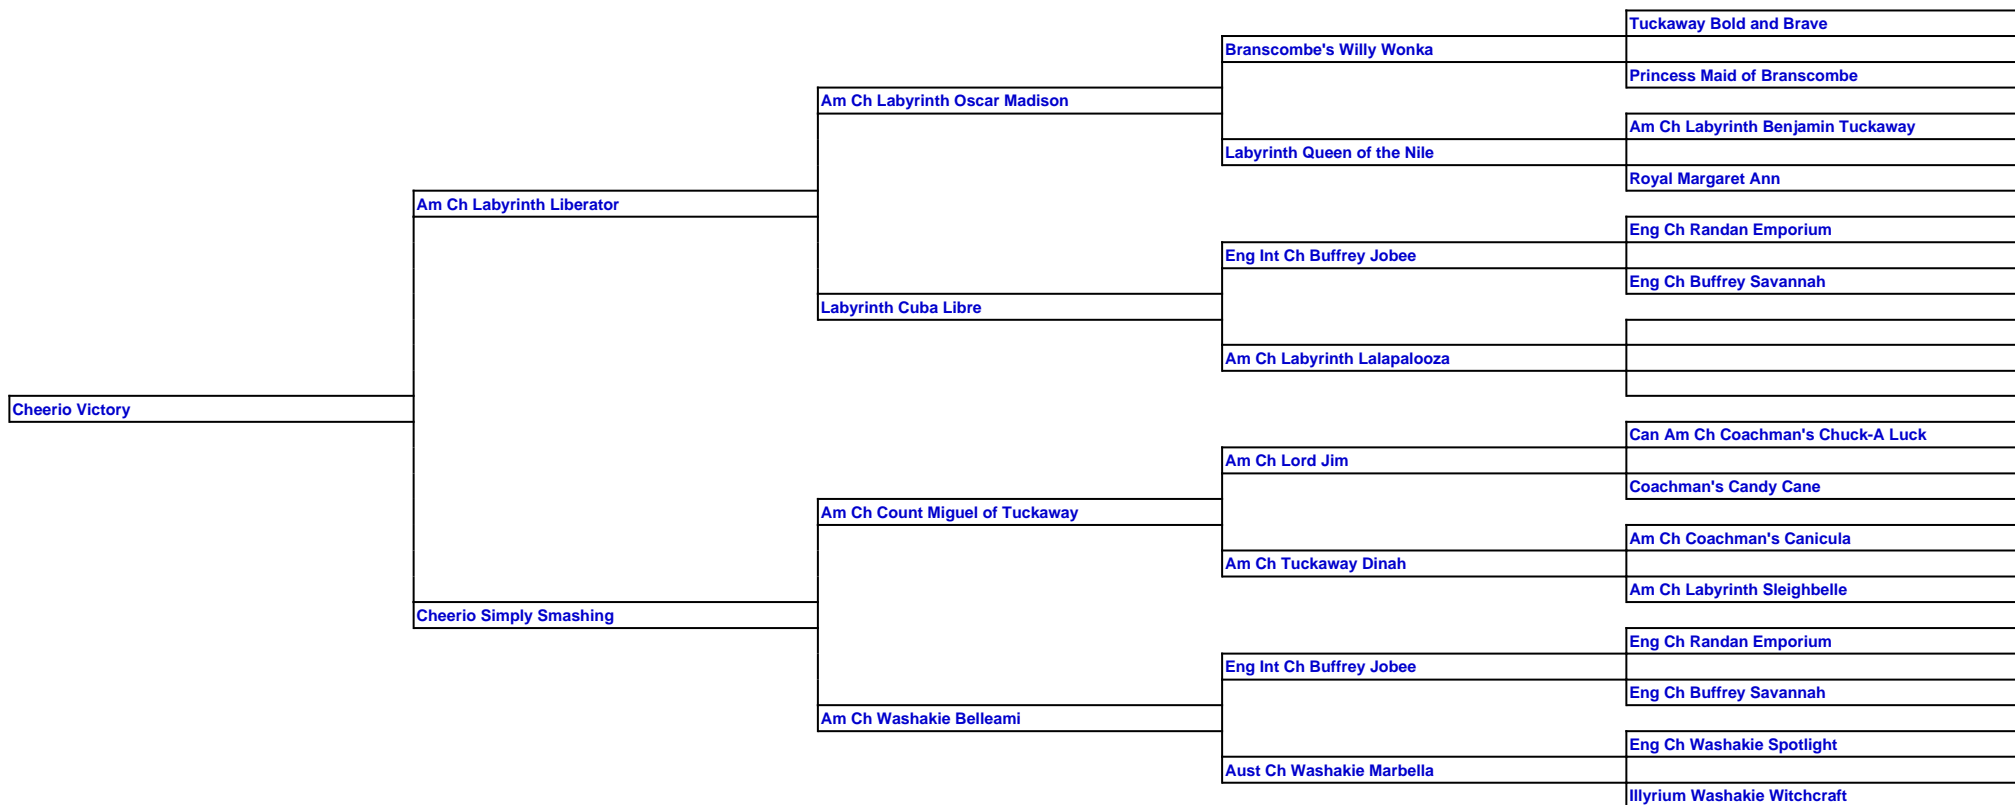 Tuckaway Bold and Brave
Branscombe's Willy Wonka
Princess Maid of Branscombe
Am Ch Labyrinth Oscar Madison
Am Ch Labyrinth Benjamin Tuckaway
Labyrinth Queen of the Nile
Royal Margaret Ann
Am Ch Labyrinth Liberator
Eng Ch Randan Emporium
Eng Int Ch Buffrey Jobee
Eng Ch Buffrey Savannah
Labyrinth Cuba Libre
Am Ch Labyrinth Lalapalooza
Cheerio Victory
Can Am Ch Coachman's Chuck-A Luck
Am Ch Lord Jim
Coachman's Candy Cane
Am Ch Count Miguel of Tuckaway
Am Ch Coachman's Canicula
Am Ch Tuckaway Dinah
Am Ch Labyrinth Sleighbelle
Cheerio Simply Smashing
Eng Ch Randan Emporium
Eng Int Ch Buffrey Jobee
Eng Ch Buffrey Savannah
Am Ch Washakie Belleami
Eng Ch Washakie Spotlight
Aust Ch Washakie Marbella
Illyrium Washakie Witchcraft